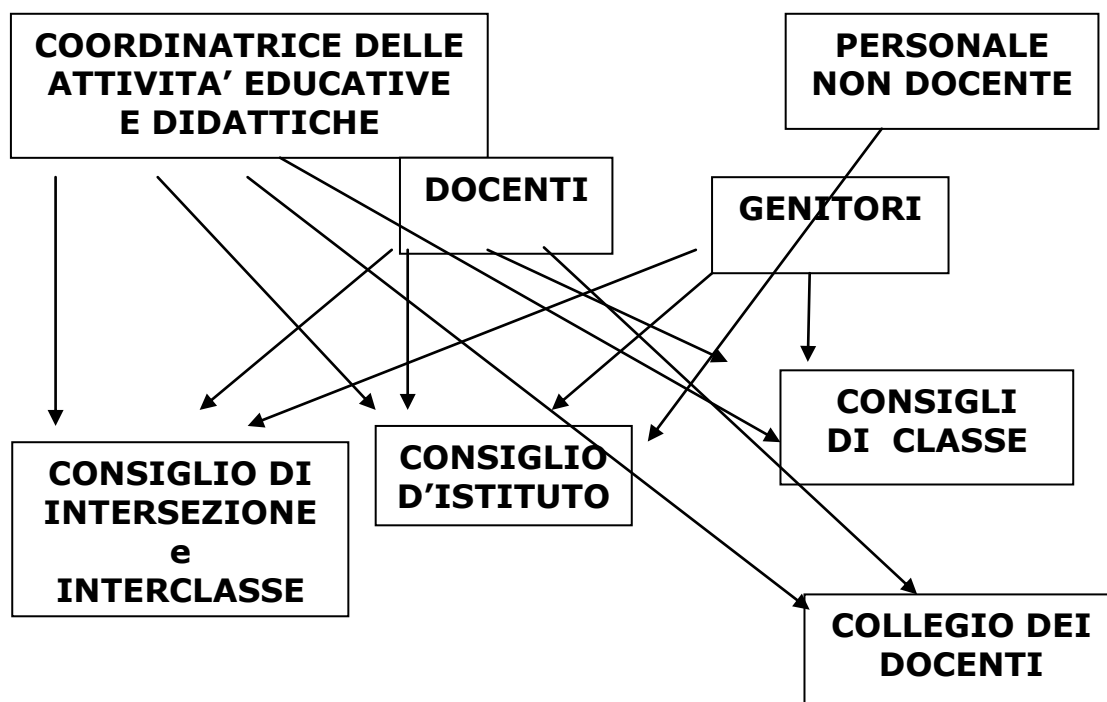 COORDINATRICE DELLE
ATTIVITA’ EDUCATIVE
E DIDATTICHE
PERSONALE
NON DOCENTE
DOCENTI
GENITORI
CONSIGLI
DI CLASSE
CONSIGLIO DI
INTERSEZIONE
e
INTERCLASSE
CONSIGLIO
D’ISTITUTO
COLLEGIO DEI
DOCENTI